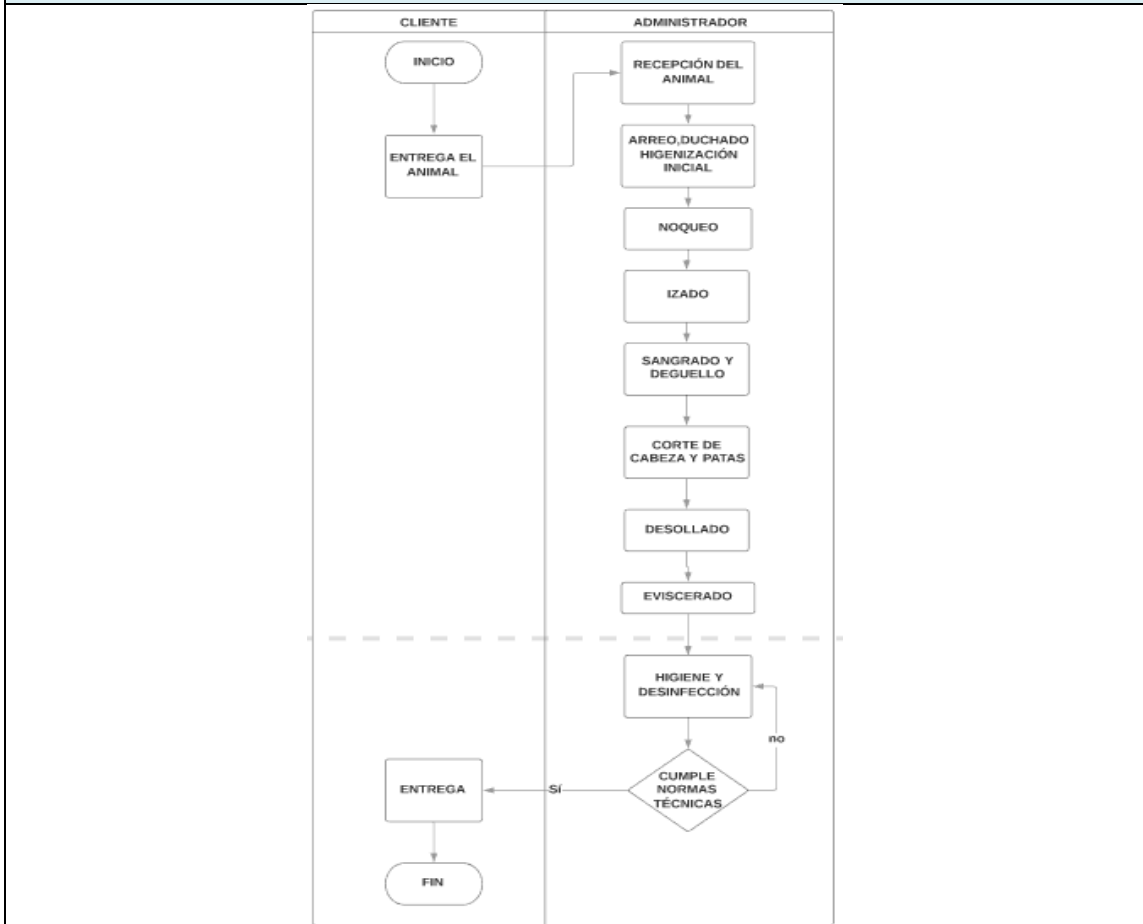 CLIENTE
ADMINISTRADOR
INICIO
ENTREGA EL
ANIMAL
RECEPCIÓN DEL
ANIMAL
ARREO,DUCHADO
HIGENIZACIÓN
INICIAL
NOQUEO
IZADO
SANGRADO Y
DEGUELLO
CORTE DE
CABEZA Y PATAS
DESOLLADO
EVISCERADO
HIGIENE Y
DESINFECCIÓN
no
CUMPLE
NORMAS
TÉCNICAS
Sí
ENTREGA
FIN